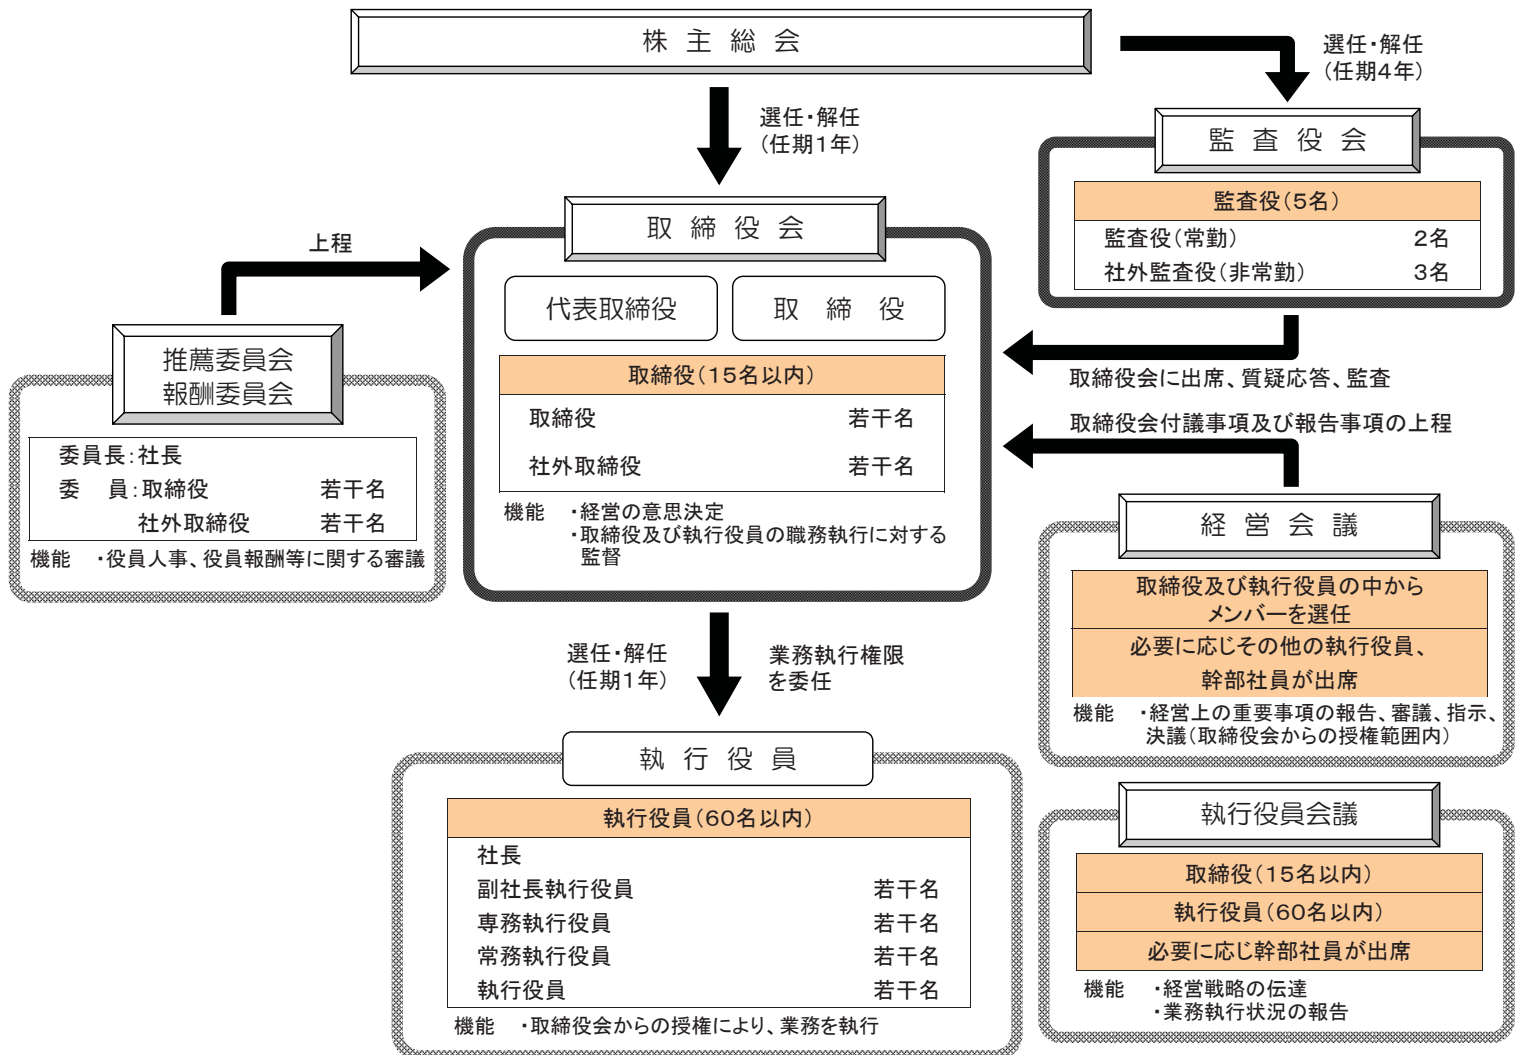 株主総会
選任・解任
(任期4年)
選任・解任
(任期1年)
監査役会
監査役(5名)
監査役(常勤) 2名
社外監査役(非常勤) 3名
取締役会
代表取締役
取締役
取締役(15名以内)
取締役 若干名
社外取締役 若干名
機能 ・経営の意思決定
・取締役及び執行役員の職務執行に対する
監督
上程
推薦委員会
報酬委員会
委員長:社長
委 員:取締役 若干名
社外取締役 若干名
機能 ・役員人事、役員報酬等に関する審議
取締役会に出席、質疑応答、監査
取締役会付議事項及び報告事項の上程
経営会議
取締役及び執行役員の中から
メンバーを選任
必要に応じその他の執行役員、
幹部社員が出席
機能 ・経営上の重要事項の報告、審議、指示、
決議(取締役会からの授権範囲内)
選任・解任
(任期1年)
業務執行権限
を委任
執行役員
執行役員(60名以内)
社長
副社長執行役員 若干名
専務執行役員 若干名
常務執行役員 若干名
執行役員 若干名
機能 ・取締役会からの授権により、業務を執行
執行役員会議
取締役(15名以内)
執行役員(60名以内)
必要に応じ幹部社員が出席
機能 ・経営戦略の伝達
・業務執行状況の報告